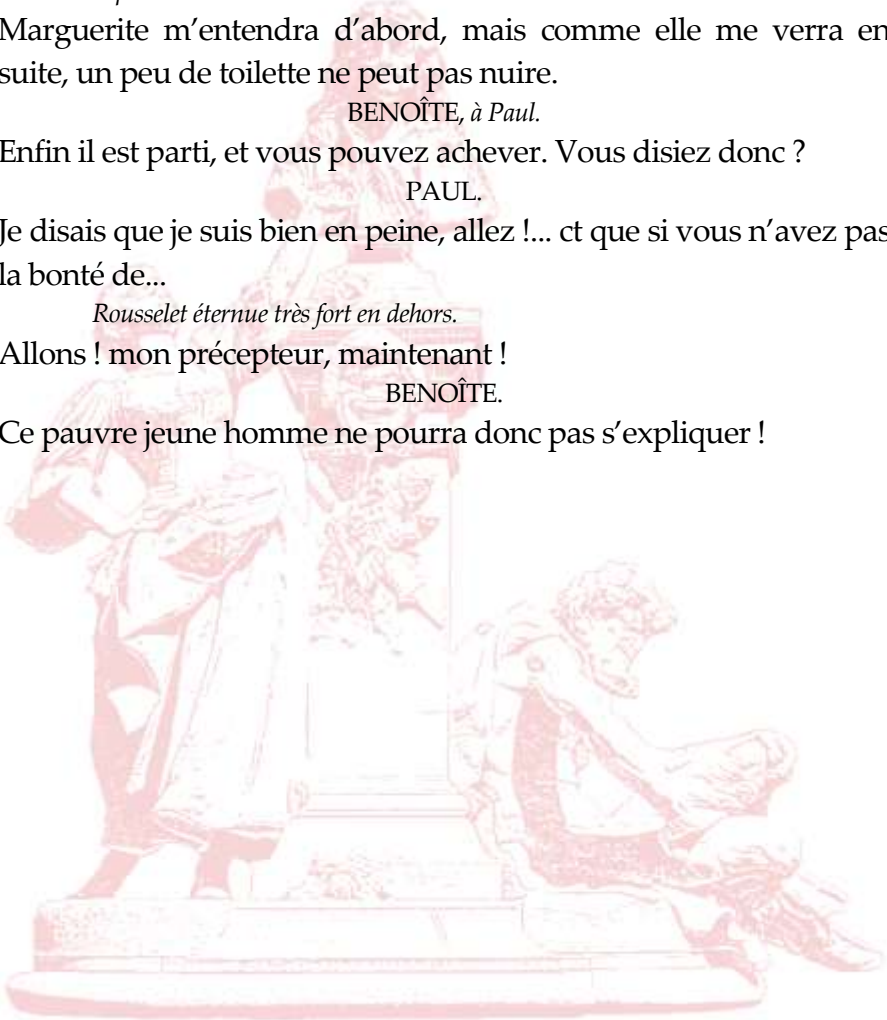 Marguerite m’entendra d’abord, mais comme elle me verra en
suite, un peu de toilette ne peut pas nuire.
BENOÎTE, à Paul.
Enfin il est parti, et vous pouvez achever. Vous disiez donc ?
PAUL.
Je disais que je suis bien en peine, allez !... ct que si vous n’avez pas
la bonté de...
Rousselet éternue très fort en dehors.
Allons ! mon précepteur, maintenant !
BENOÎTE.
Ce pauvre jeune homme ne pourra donc pas s’expliquer !